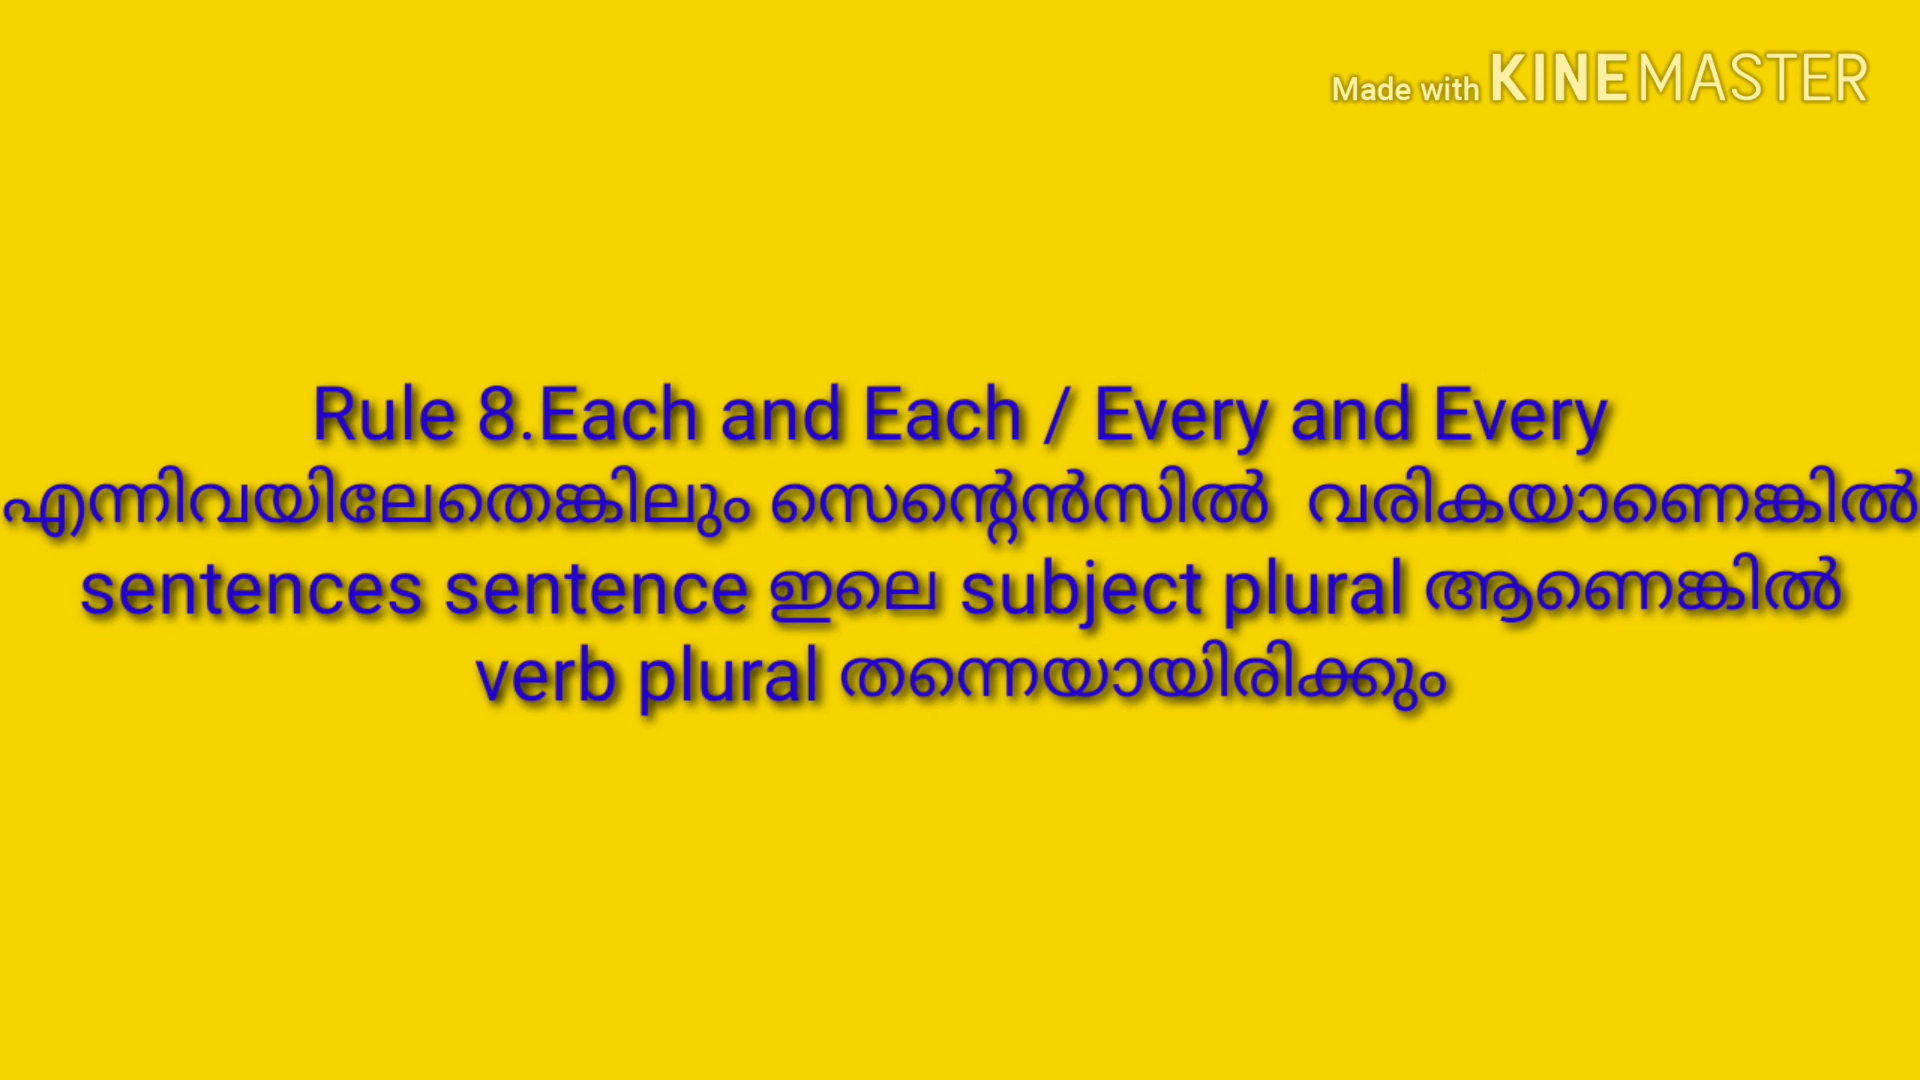 Made with KINEMASTER
Rule 8.Each and Each / Every and Every
എന്നിവയിലേതെങ്കിലും സെന്റെൻസിൽ വരികയാണെങ്കിൽ
sentences sentence ഇലെ subject plural ആണെങ്കിൽ
verb plural തന്നെയായിരിക്കും